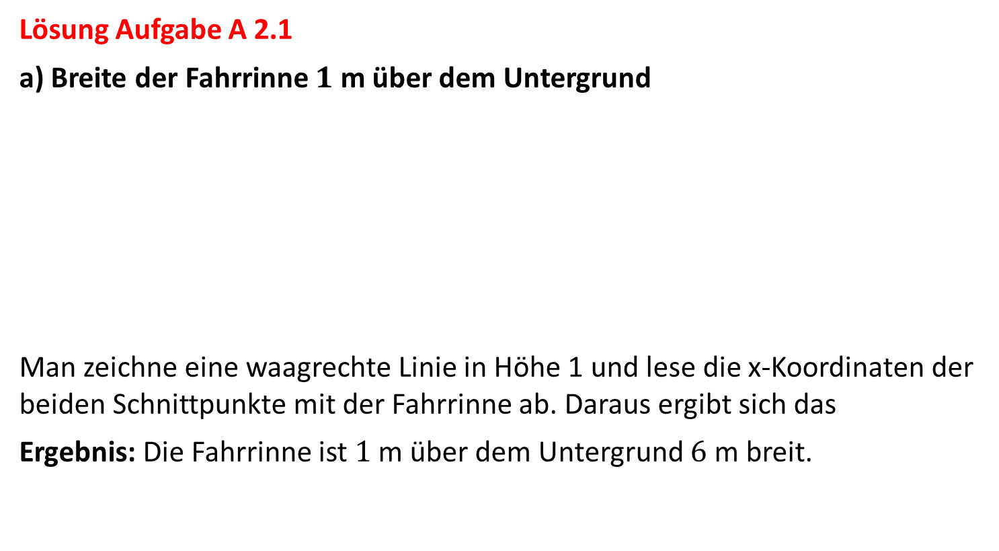 Lösung Aufgabe A 2.1
a) Breite der Fahrrinne 1 m über dem Untergrund
Man zeichne eine waagrechte Linie in Höhe 1 und lese die x-Koordinaten der
beiden Schnittpunkte mit der Fahrrinne ab. Daraus ergibt sich das
Ergebnis: Die Fahrrinne ist 1 m über dem Untergrund 6 m breit.